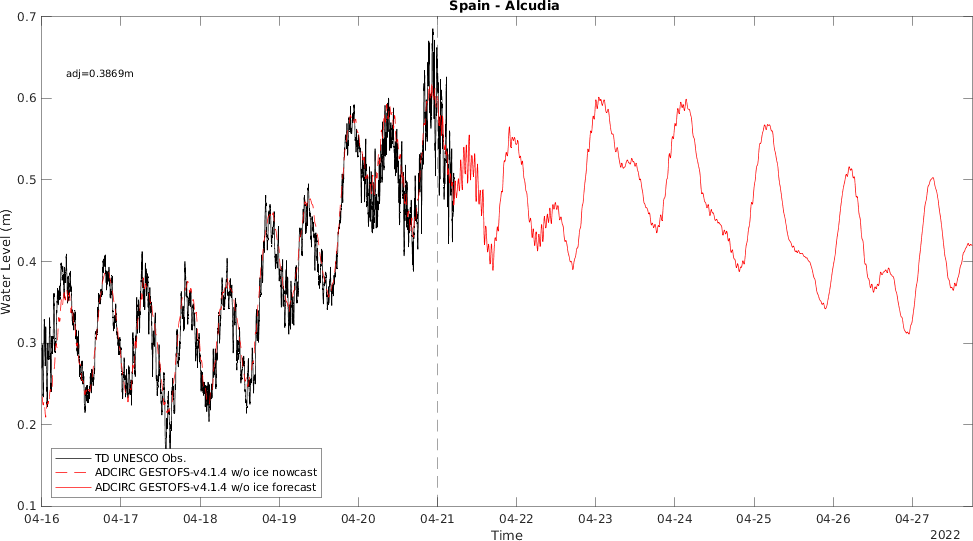 Spain - Alcudia
0.7
0.6
0.5
0.4
0.3
0.2
0.1
Water Level (m)
adj=0.3869m
TD UNESCO Obs.
ADCIRC GESTOFS-v4.1.4 w/o ice nowcast
ADCIRC GESTOFS-v4.1.4 w/o ice forecast
04-16 04-17 04-18 04-19 04-20 04-21 04-22 04-23 04-24 04-25 04-26 04-27
Time
2022